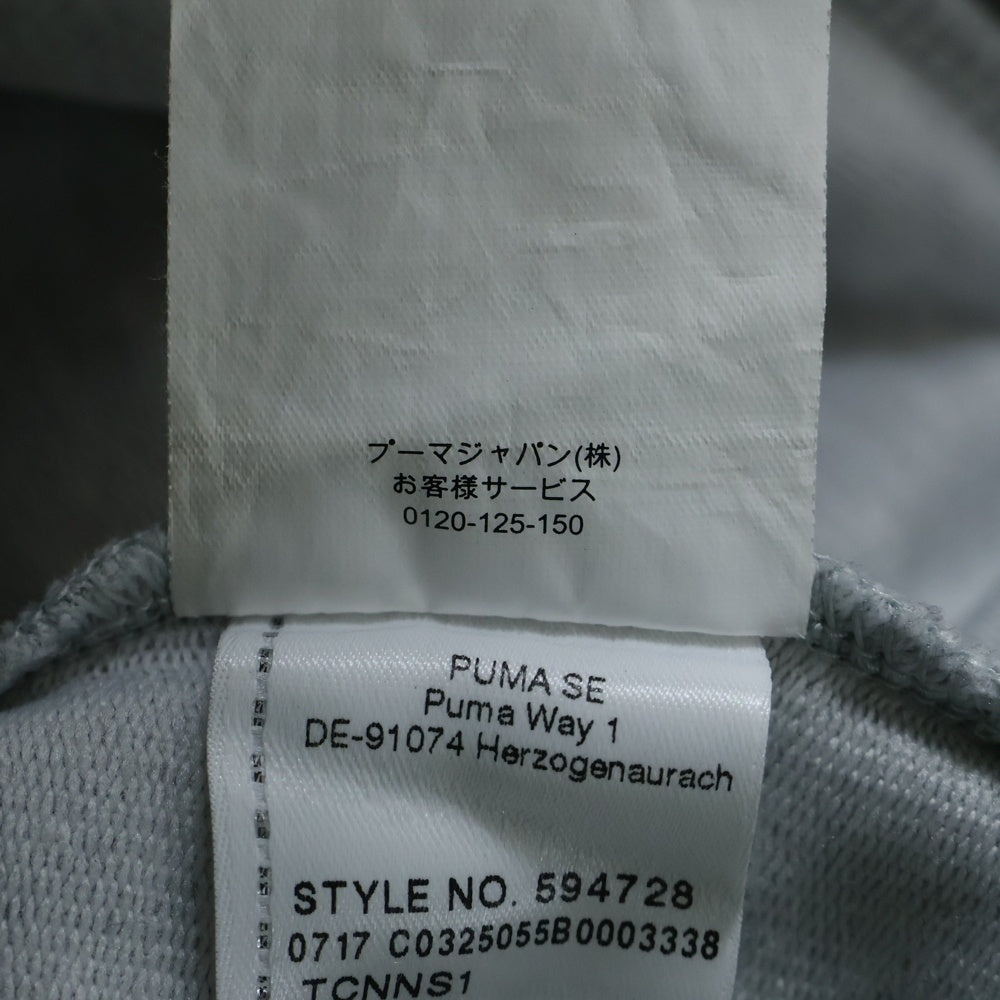 プーマジャパン(株)
お客様サービス
0120-125-150
PUMA SE
Puma Way 1
DE-91074 Herzogenaurach
STYLE NO. 594728
0717 C0325055B0003338
TCNNS1